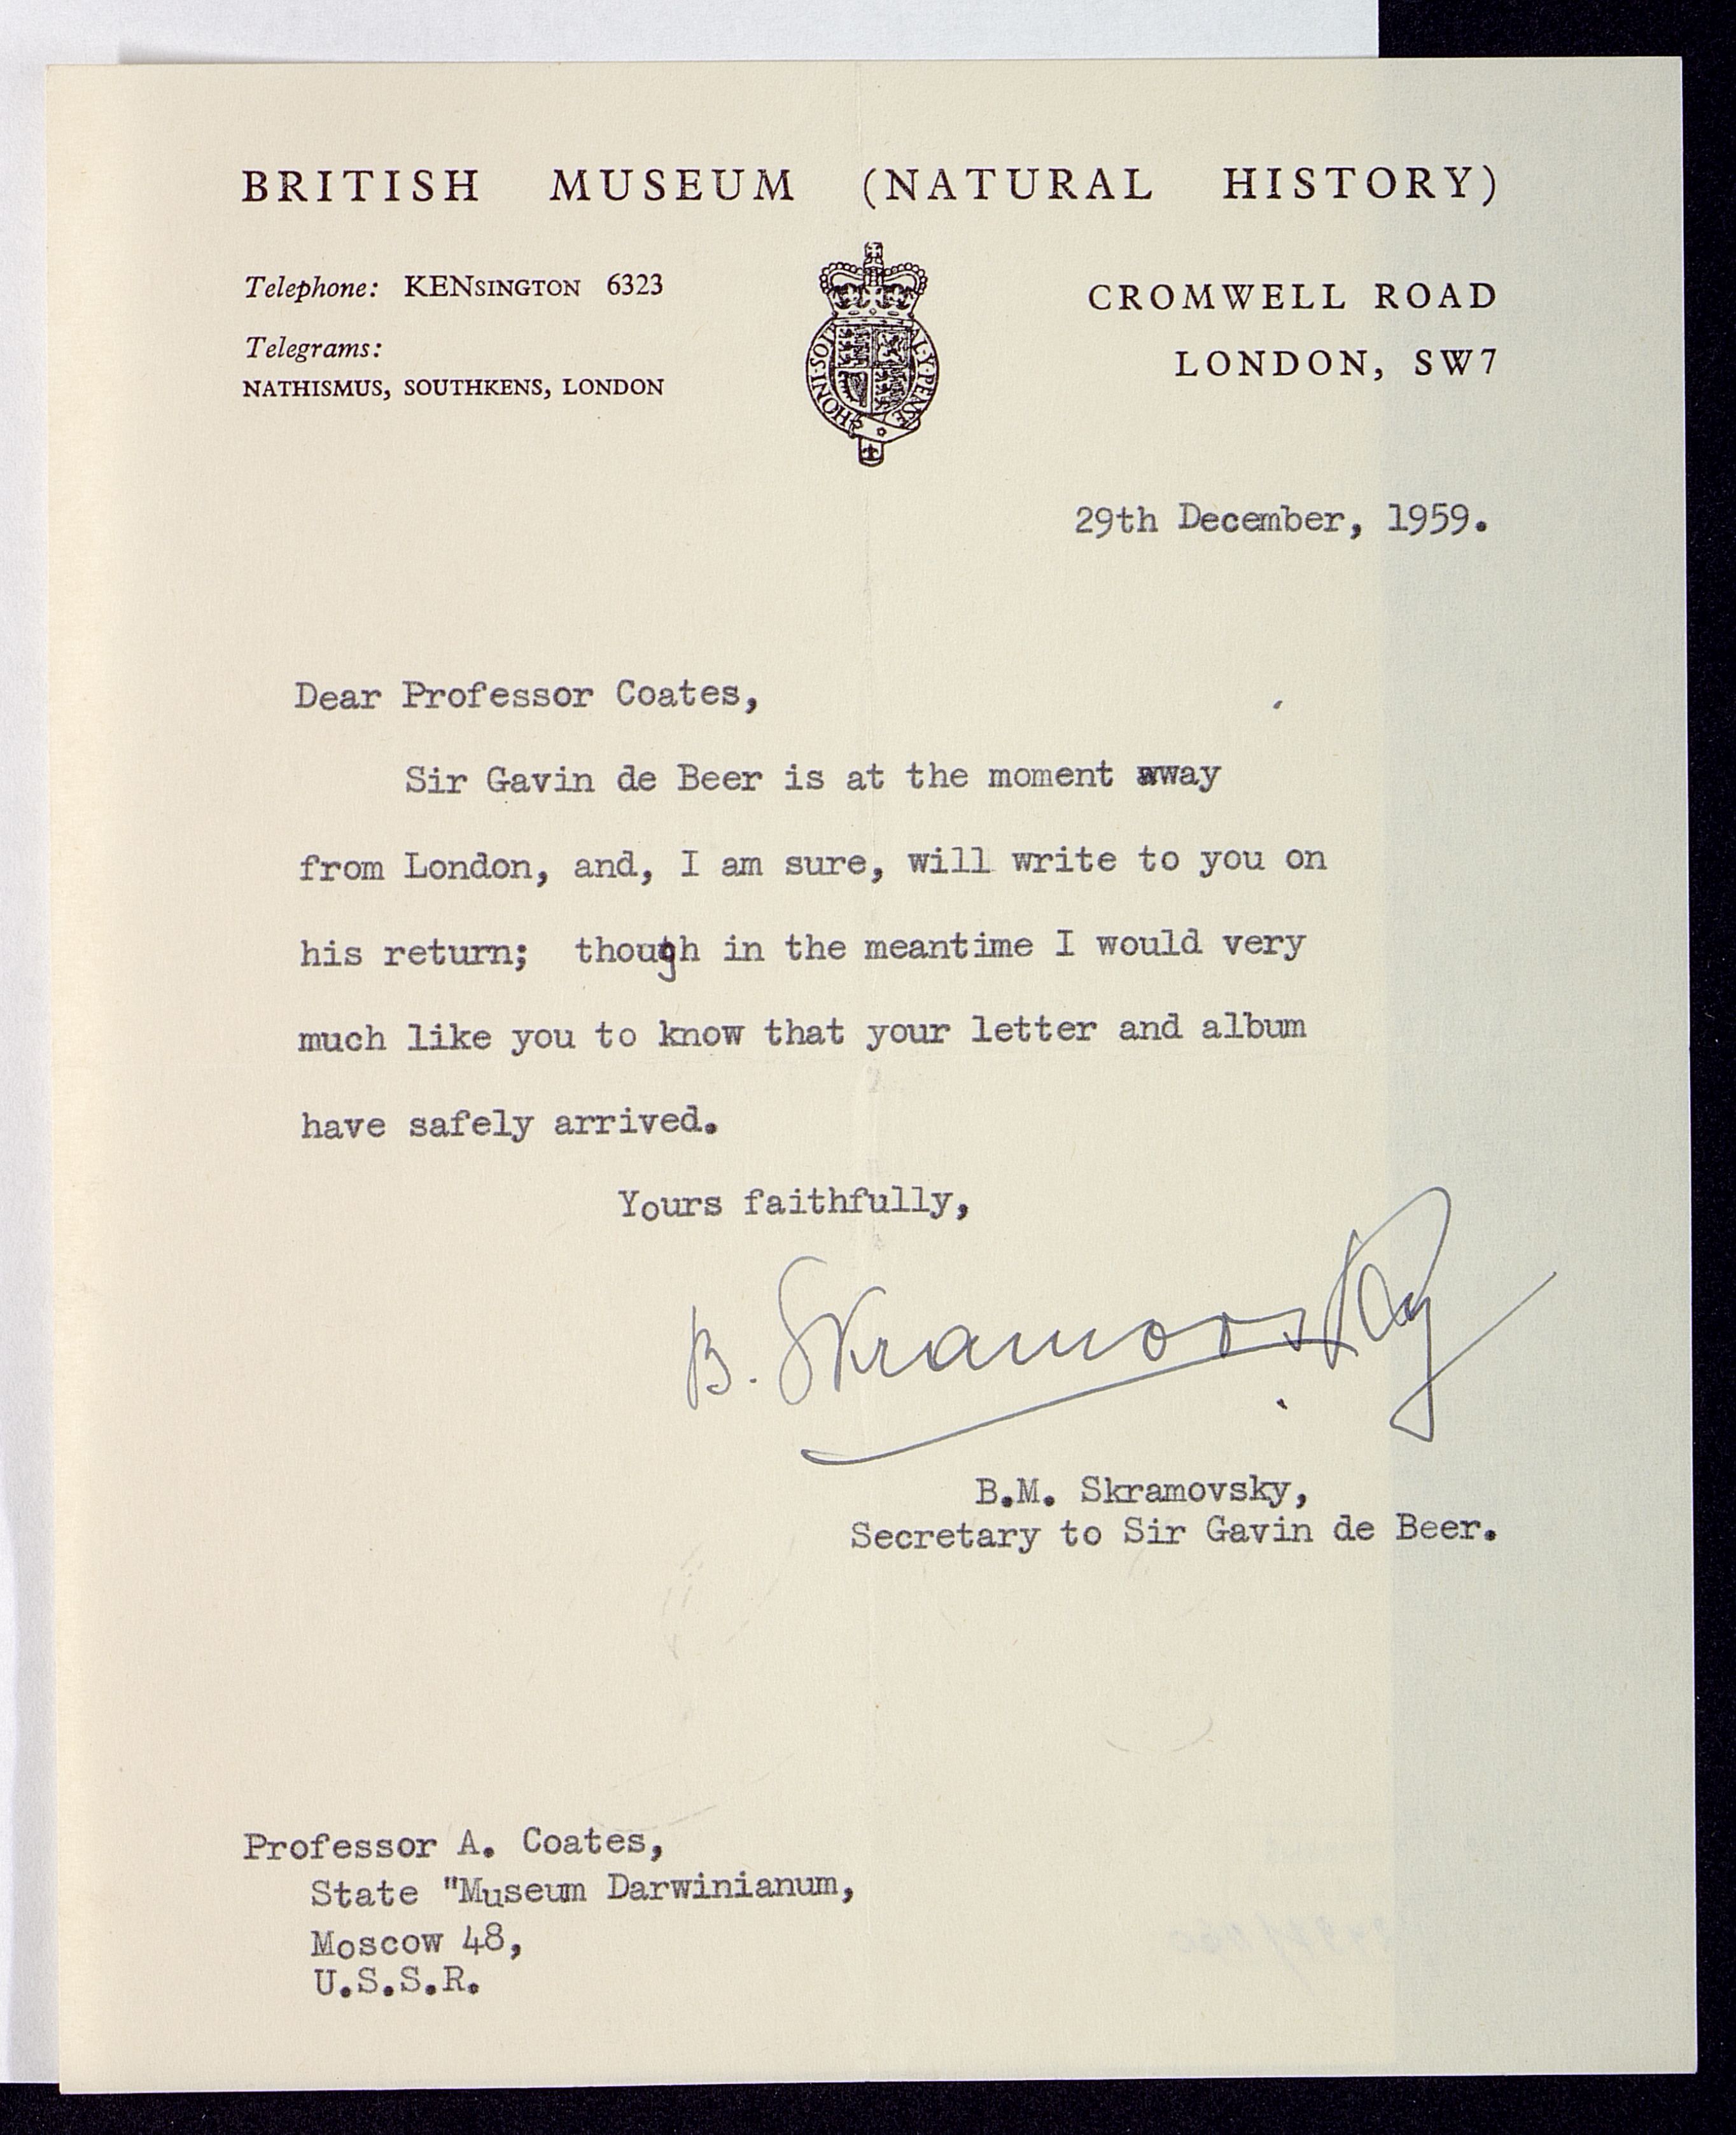 BRITISH MUSEUM (NATURAL HISTORY)
Telephone: KENSINGTON 6323
Telegrams:
NATHISMUS, SOUTHKENS, LONDON
HONI·SOIT AL·Y·PENSE
CROMWELL ROAD
LONDON, SW7
29th December, 1959.
Dear Professor Coates,
Sir Gavin de Beer is at the moment away
from London, and, I am sure, will write to you on
his return; though in the meantime I would very
much like you to know that your letter and album
have safely arrived.
Yours faithfully,
B. Skramovsky
B.M. Skramovsky,
Secretary to Sir Gavin de Beer.
Professor A. Coates,
State "Museum Darwinianum,
Moscow 48,
U.S.S.R.